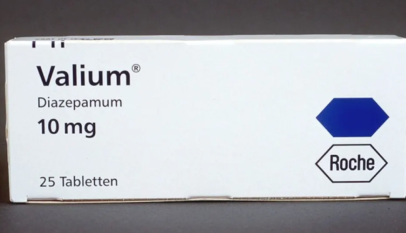 Valium®
Diazepamum
10 mg
25 Tabletten
Roche